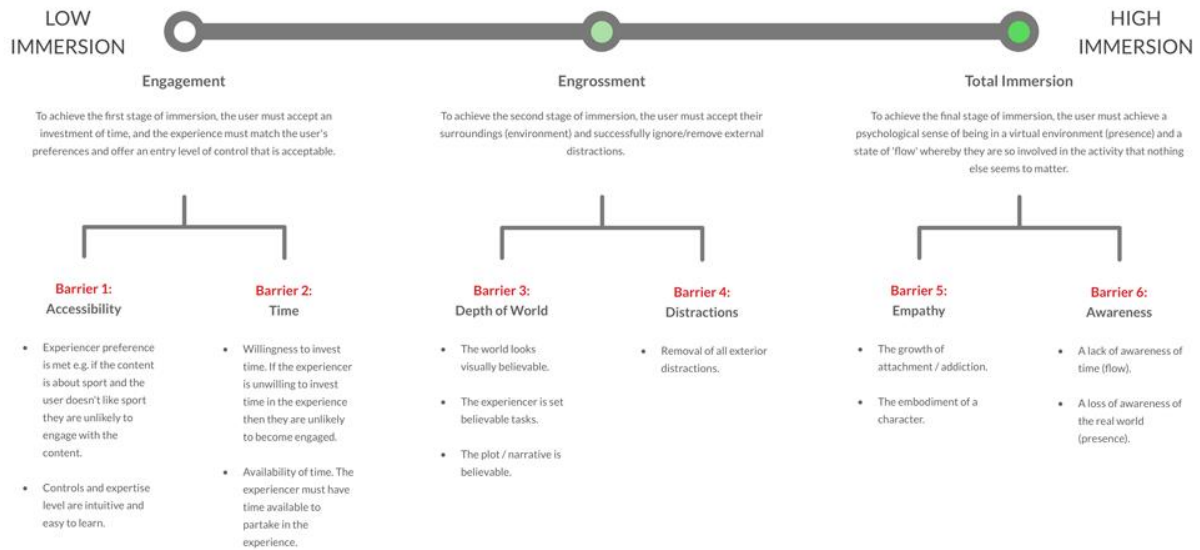 LOW
IMMERSION
HIGH
IMMERSION
Engagement
To achieve the first stage of immersion, the user must accept an
investment of time, and the experience must match the user's
preferences and offer an entry level of control that is acceptable.
Engrossment
To achieve the second stage of immersion, the user must accept their
surroundings (environment) and successfully ignore/remove external
distractions.
Total Immersion
To achieve the final stage of immersion, the user must achieve a
psychological sense of being in a virtual environment (presence) and a
state of 'flow' whereby they are so involved in the activity that nothing
else seems to matter.
Barrier 1:
Accessibility
• Experiencer preference
is met e.g. if the content
is about sport and the
user doesn't like sport
they are unlikely to
engage with the
content.
• Controls and expertise
level are intuitive and
easy to learn.
Barrier 2:
Time
• Willingness to invest
time. If the experiencer
is unwilling to invest
time in the experience
then they are unlikely
to become engaged.
• Availability of time. The
experiencer must have
time available to
partake in the
experience.
Barrier 3:
Depth of World
• The world looks
visually believable.
• The experiencer is set
believable tasks.
• The plot / narrative is
believable.
Barrier 4:
Distractions
• Removal of all exterior
distractions.
Barrier 5:
Empathy
• The growth of
attachment / addiction.
• The embodiment of a
character.
Barrier 6:
Awareness
• A lack of awareness of
time (flow).
• A loss of awareness of
the real world
(presence).